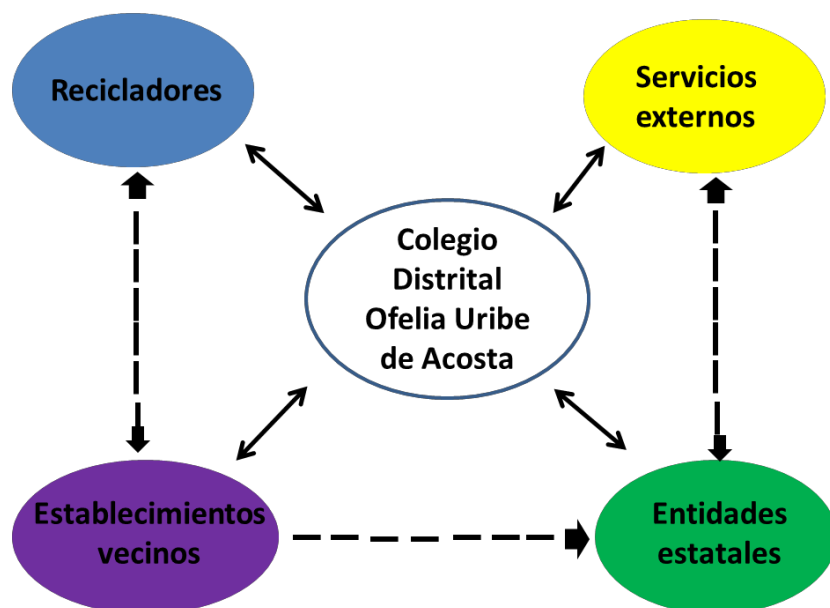 Recicladores
Servicios
externos
Colegio
Distrital
Ofelia Uribe
de Acosta
Establecimientos
vecinos
Entidades
estatales